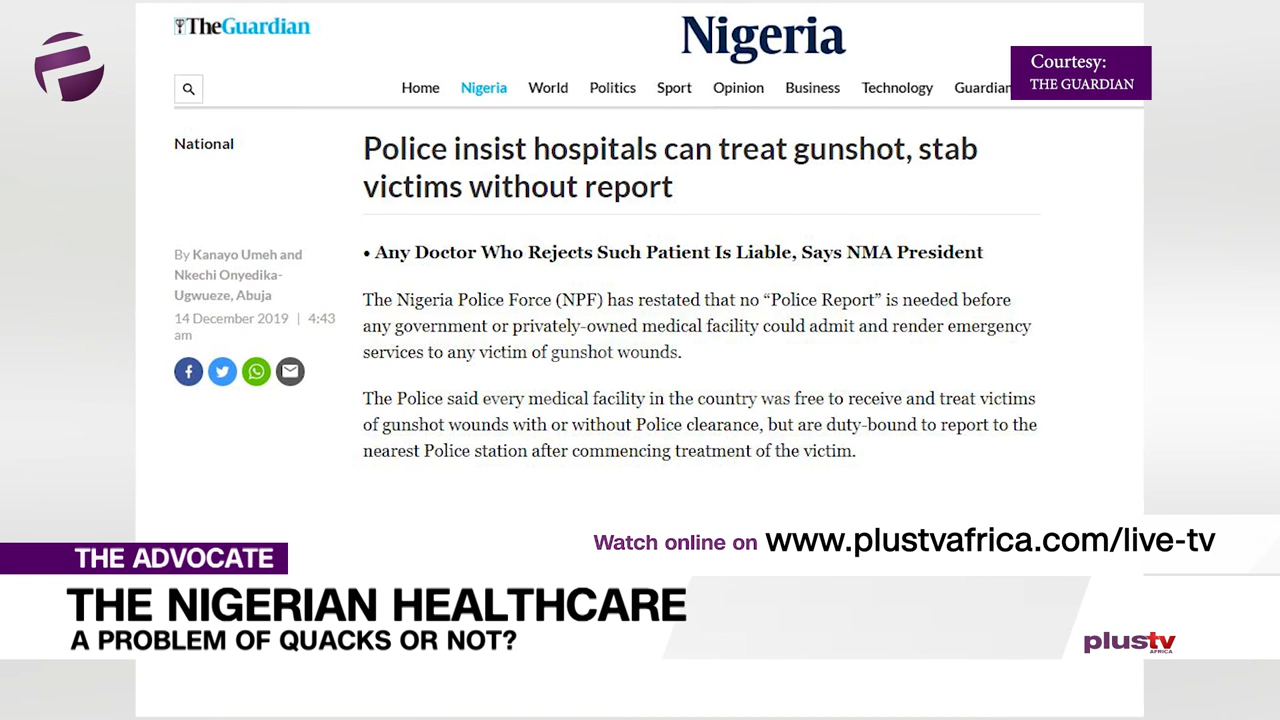 TheGuardian
Nigeria
Courtesy:
THE GUARDIAN
Home Nigeria World Politics Sport Opinion Business Technology Guardian
National
Police insist hospitals can treat gunshot, stab
victims without report
By Kanayo Umeh and
Nkechi Onyedika-
Ugwueze, Abuja
14 December 2019 | 4:43
am
• Any Doctor Who Rejects Such Patient Is Liable, Says NMA President
The Nigeria Police Force (NPF) has restated that no “Police Report” is needed before
any government or privately-owned medical facility could admit and render emergency
services to any victim of gunshot wounds.
The Police said every medical facility in the country was free to receive and treat victims
of gunshot wounds with or without Police clearance, but are duty-bound to report to the
nearest Police station after commencing treatment of the victim.
Watch online on www.plustvafrica.com/live-tv
THE ADVOCATE
THE NIGERIAN HEALTHCARE
A PROBLEM OF QUACKS OR NOT?
plustv
AFRICA